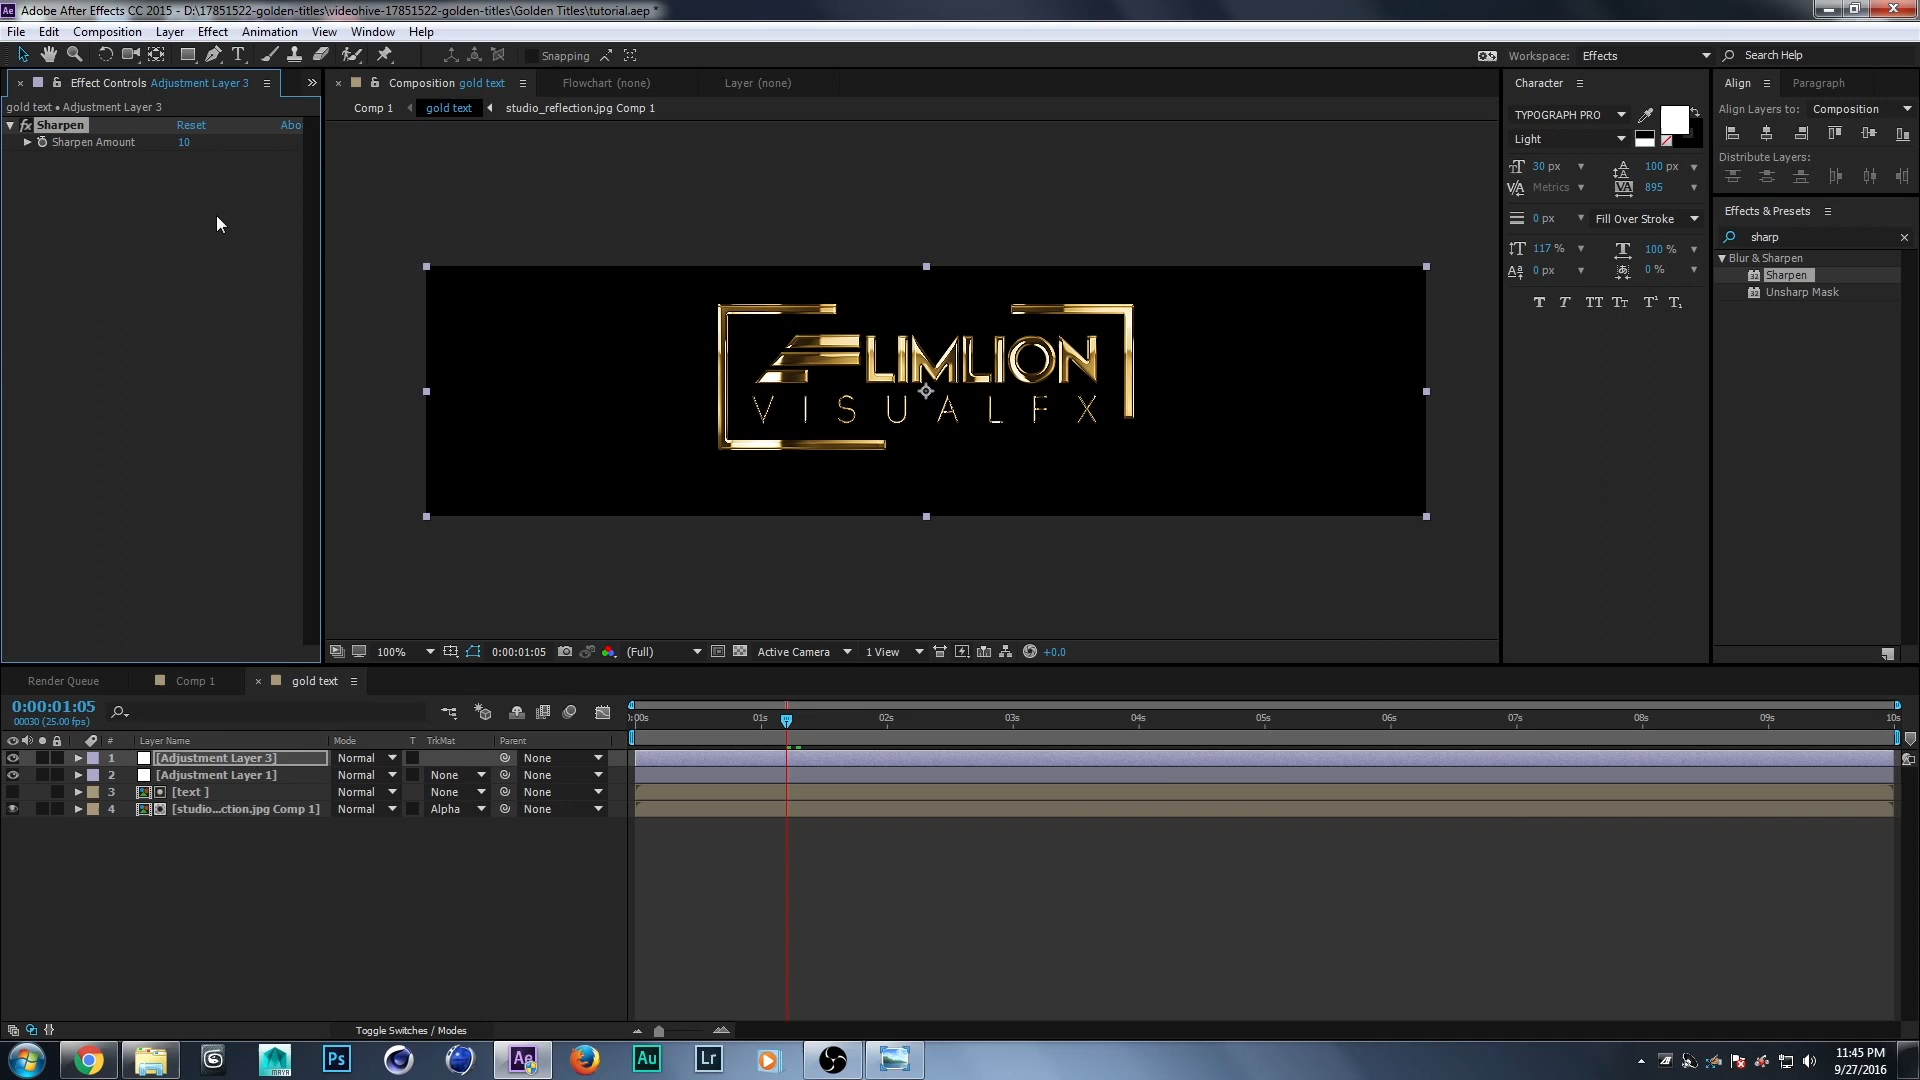 Adobe After Effects CC 2015 - D:\17851522-golden-titles\videohive-17851522-golden-titles\Golden Titles\tutorial.aep *
File Edit Composition Layer Effect Animation View Window Help
Snapping
Workspace: Effects
Search Help
Effect Controls Adjustment Layer 3
gold text • Adjustment Layer 3
fx Sharpen Reset Abo
Sharpen Amount 10
Composition gold text
Flowchart (none)
Layer (none)
Comp 1 gold text studio_reflection.jpg Comp 1
LIMLION
VISUALFX
100% 0:00:01:05 (Full) Active Camera 1 View +0.0
Character
TYPOGRAPH PRO
Light
30 px 100 px
Metrics 895
0 px Fill Over Stroke
117 % 100 %
0 px 0 %
T T TT Tt T¹ T₁
Align Paragraph
Align Layers to: Composition
Distribute Layers:
Effects & Presets
sharp
Blur & Sharpen
Sharpen
Unsharp Mask
Render Queue Comp 1 gold text
0:00:01:05
00030 (25.00 fps)
:00s 01s 02s 03s 04s 05s 06s 07s 08s 09s 10s
# Layer Name Mode T TrkMat Parent
1 [Adjustment Layer 3] Normal None
2 [Adjustment Layer 1] Normal None None
3 [text ] Normal None None
4 [studio...ction.jpg Comp 1] Normal Alpha None
Toggle Switches / Modes
MAYA Ps Ae Au Lr
11:45 PM
9/27/2016